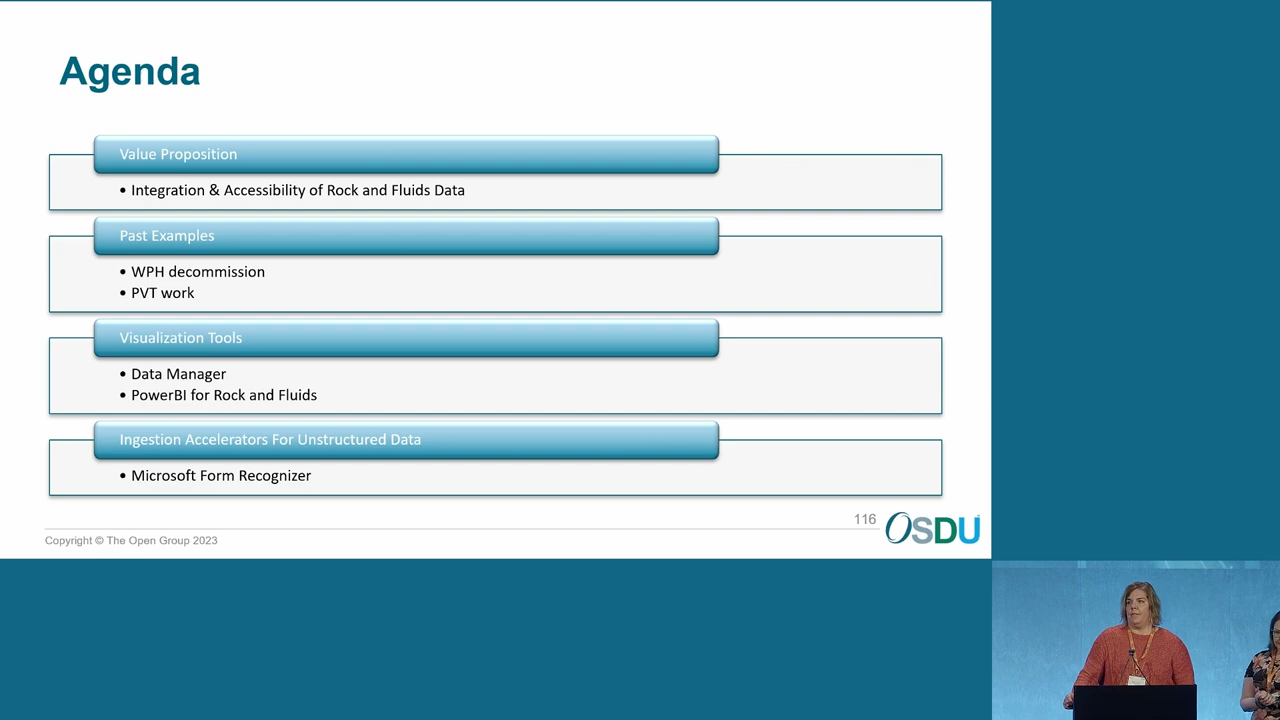 Agenda
Value Proposition
• Integration & Accessibility of Rock and Fluids Data
Past Examples
• WPH decommission
• PVT work
Visualization Tools
• Data Manager
• PowerBI for Rock and Fluids
Ingestion Accelerators For Unstructured Data
• Microsoft Form Recognizer
116
OSDU
Copyright © The Open Group 2023